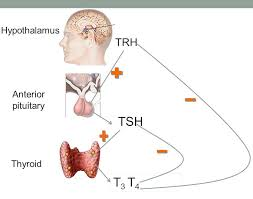 Hypothalamus
TRH
+
Anterior
pituitary
-
TSH
+
-
Thyroid
T₃ T₄